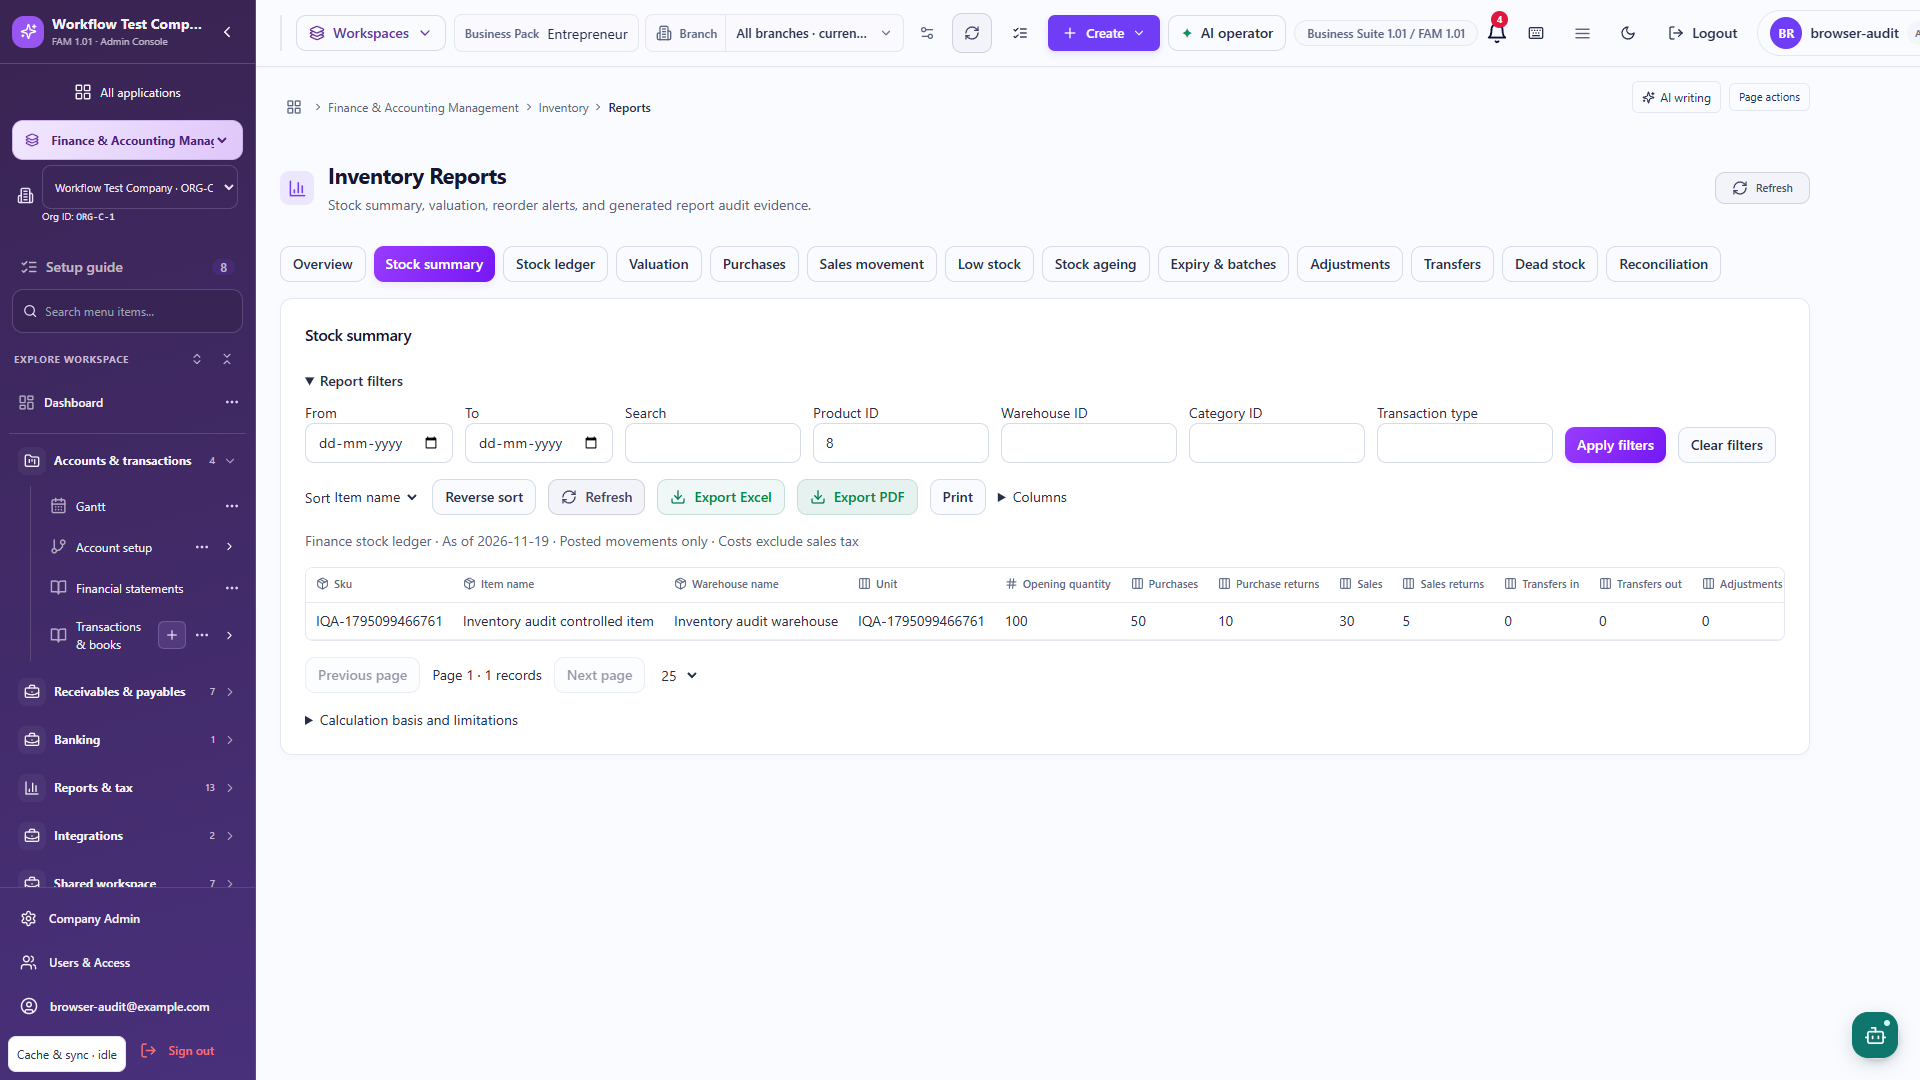 Workflow Test Comp...
FAM 1.01 · Admin Console
All applications
Finance & Accounting Manag
Workflow Test Company · ORG-C
Org ID: ORG-C-1
Setup guide 8
Search menu items...
EXPLORE WORKSPACE
Dashboard
Accounts & transactions 4
Gantt
Account setup
Financial statements
Transactions
& books
Receivables & payables 7
Banking 1
Reports & tax 13
Integrations 2
Shared workspace 7
Company Admin
Users & Access
browser-audit@example.com
Cache & sync · idle
Sign out
Workspaces
Business Pack Entrepreneur
Branch All branches · curren...
Create
AI operator
Business Suite 1.01 / FAM 1.01
4
Logout
BR browser-audit
Finance & Accounting Management > Inventory > Reports
AI writing
Page actions
Inventory Reports
Stock summary, valuation, reorder alerts, and generated report audit evidence.
Refresh
Overview Stock summary Stock ledger Valuation Purchases Sales movement Low stock Stock ageing Expiry & batches Adjustments Transfers Dead stock Reconciliation
Stock summary
Report filters
From To Search Product ID Warehouse ID Category ID Transaction type
dd-mm-yyyy dd-mm-yyyy 8 Apply filters Clear filters
Sort Item name Reverse sort Refresh Export Excel Export PDF Print Columns
Finance stock ledger · As of 2026-11-19 · Posted movements only · Costs exclude sales tax
Sku Item name Warehouse name Unit # Opening quantity Purchases Purchase returns Sales Sales returns Transfers in Transfers out Adjustments
IQA-1795099466761 Inventory audit controlled item Inventory audit warehouse IQA-1795099466761 100 50 10 30 5 0 0 0
Previous page Page 1 · 1 records Next page 25
Calculation basis and limitations